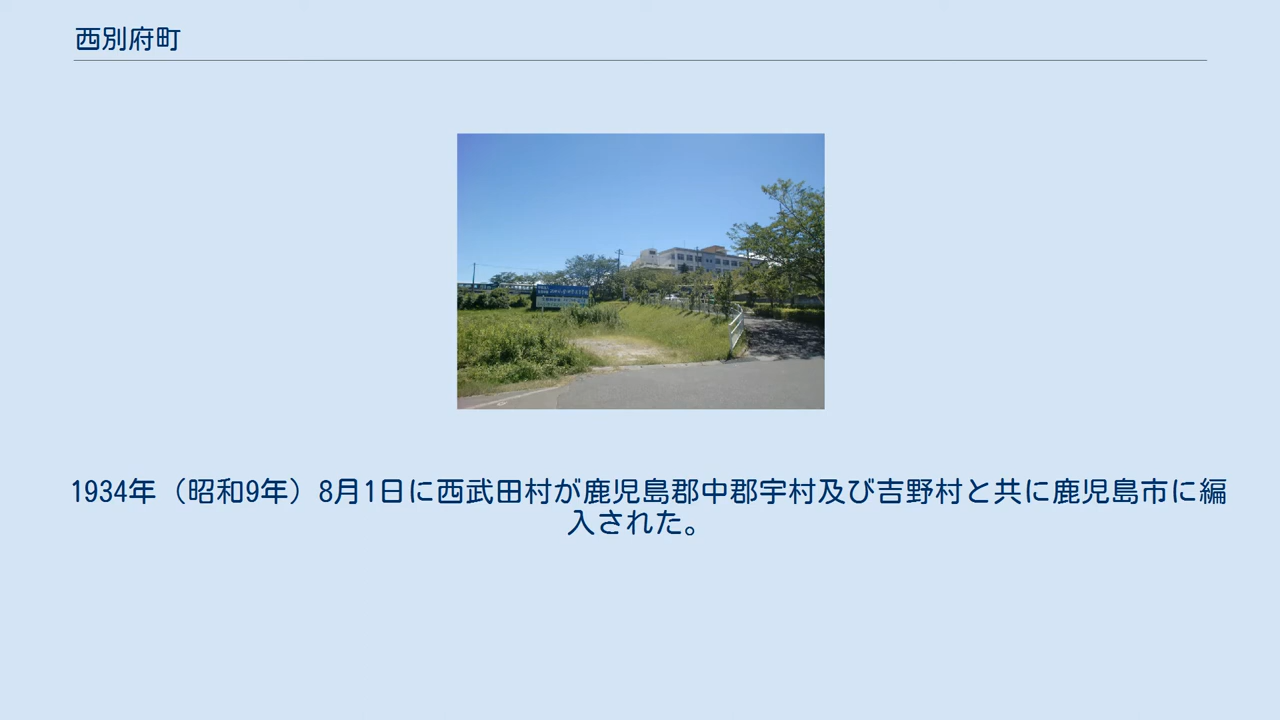 西別府町
1934年（昭和9年）8月1日に西武田村が鹿児島郡中郡宇村及び吉野村と共に鹿児島市に編
入された。